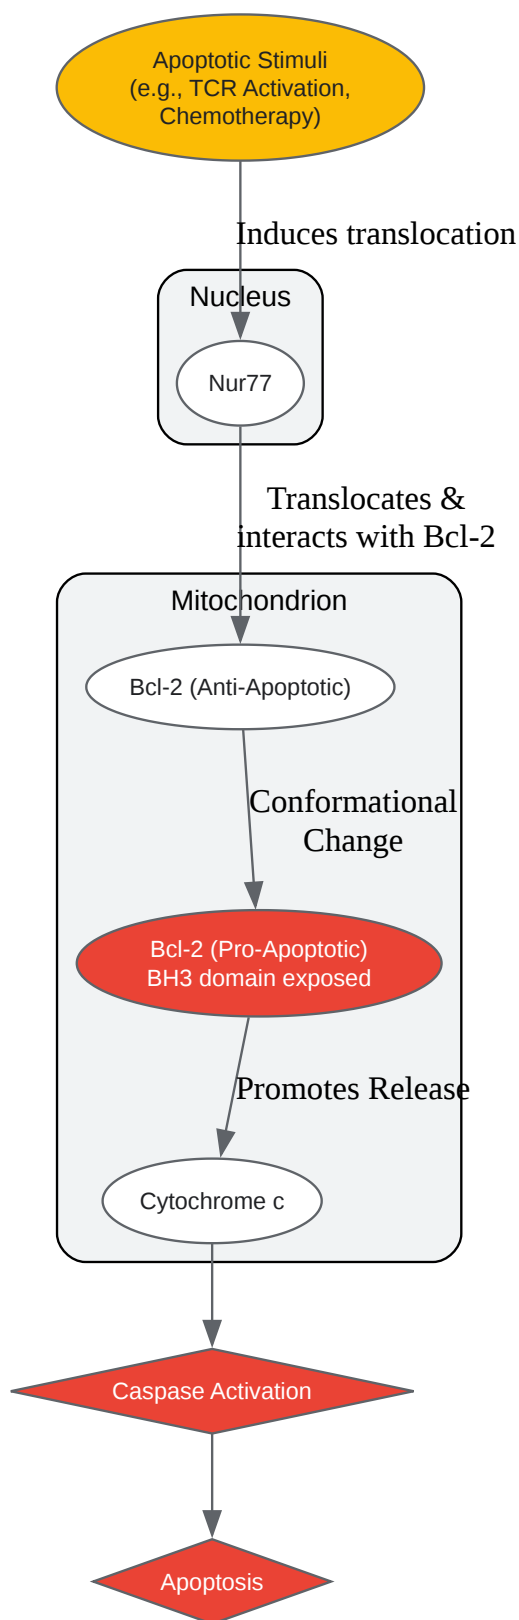 Apoptotic Stimuli
(e.g., TCR Activation,
Chemotherapy)
Induces translocation
Nucleus
Nur77
Translocates &
interacts with Bcl-2
Mitochondrion
Bcl-2 (Anti-Apoptotic)
Conformational
Change
Bcl-2 (Pro-Apoptotic)
BH3 domain exposed
Promotes Release
Cytochrome c
Caspase Activation
Apoptosis